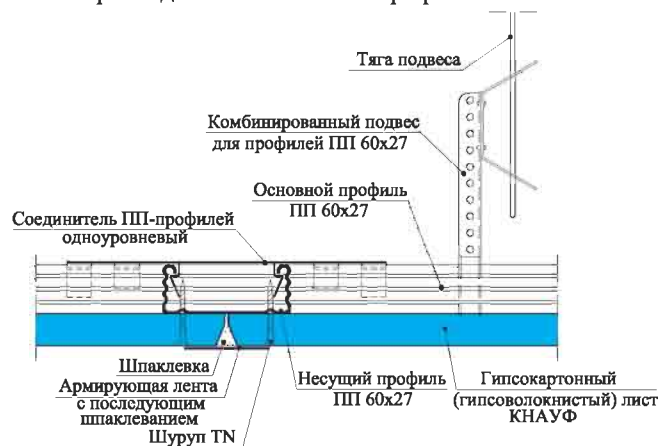 Тяга подвеса
Комбинированный подвес
для профилей ПП 60x27
Основной профиль
ПП 60x27
Соединитель ПП-профилей
одноуровневый
Шпаклевка
Армирующая лента
с последующим
шпаклеванием
Шуруп TN
Несущий профиль
ПП 60x27
Гипсокартонный
(гипсоволокнистый) лист
КНАУФ